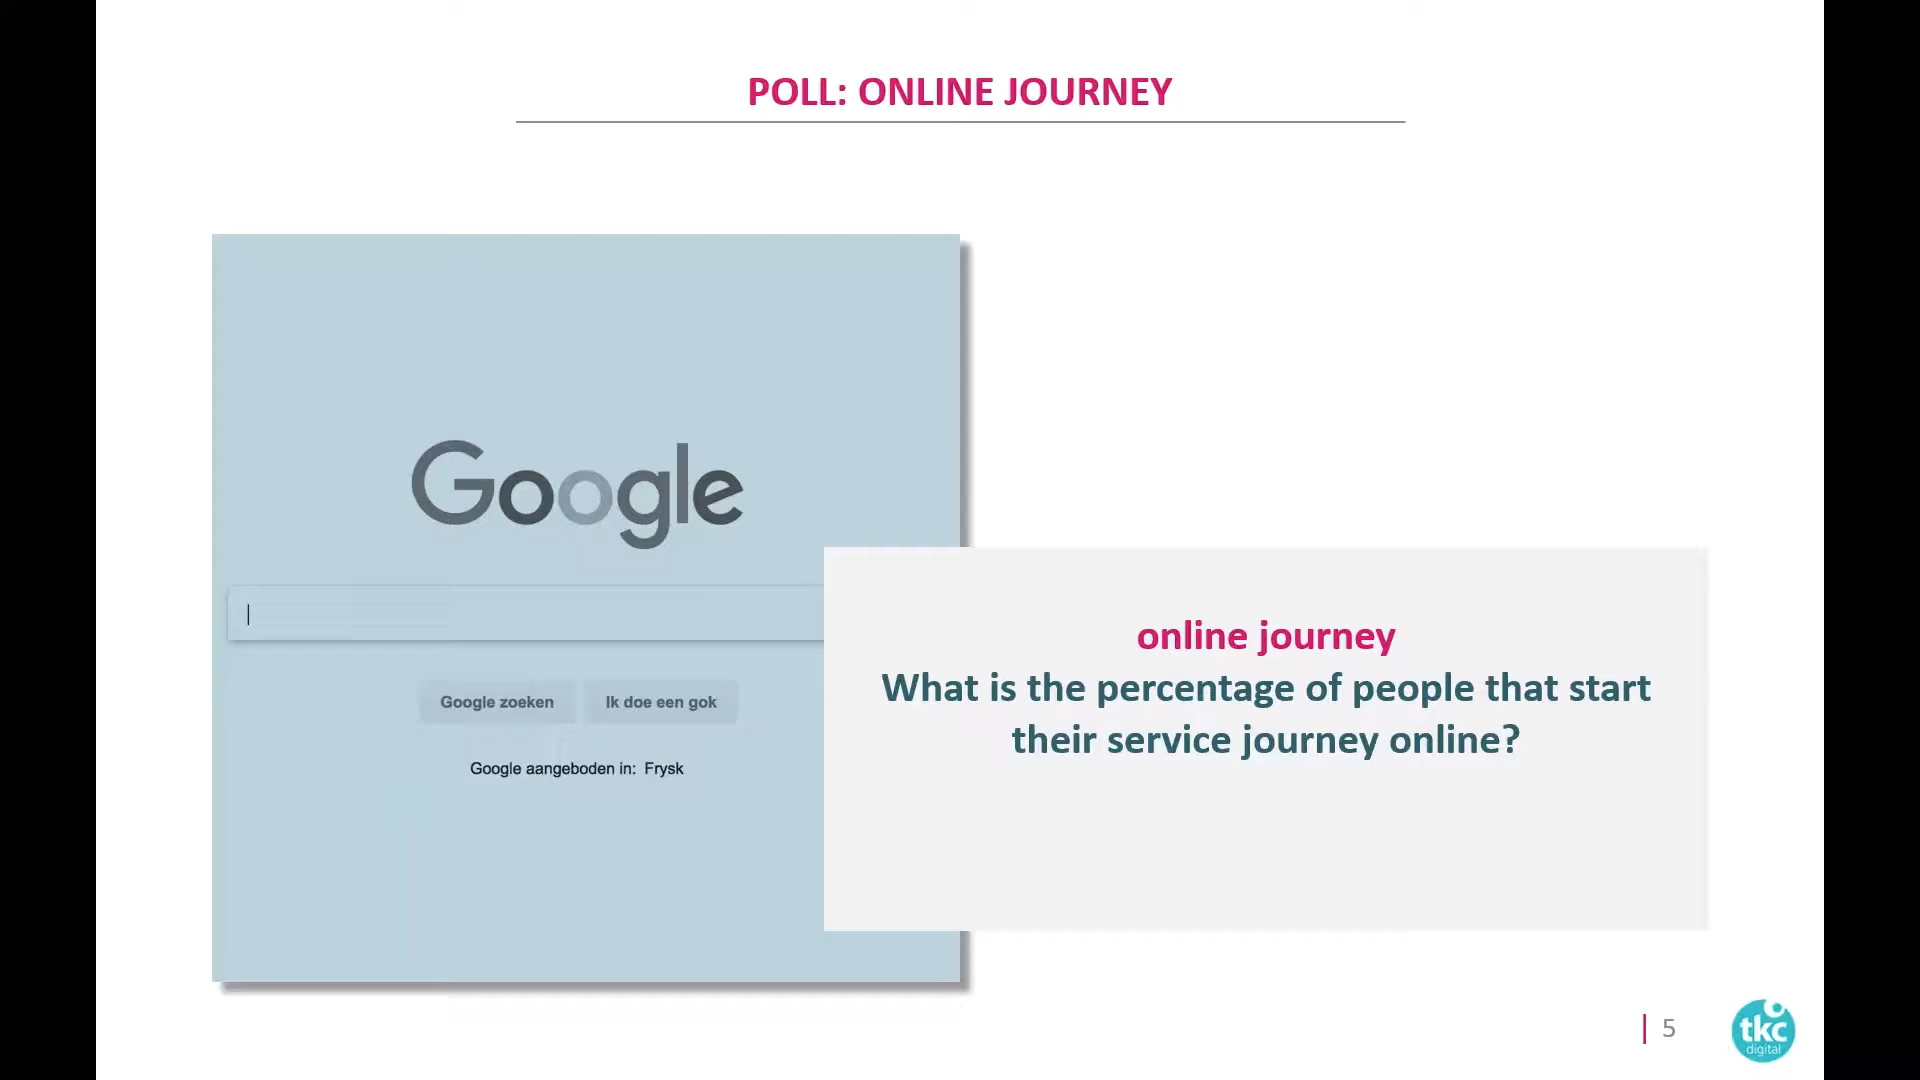 POLL: ONLINE JOURNEY
Google
Google zoeken
Ik doe een gok
Google aangeboden in: Frysk
online journey
What is the percentage of people that start
their service journey online?
5
tkc
digital